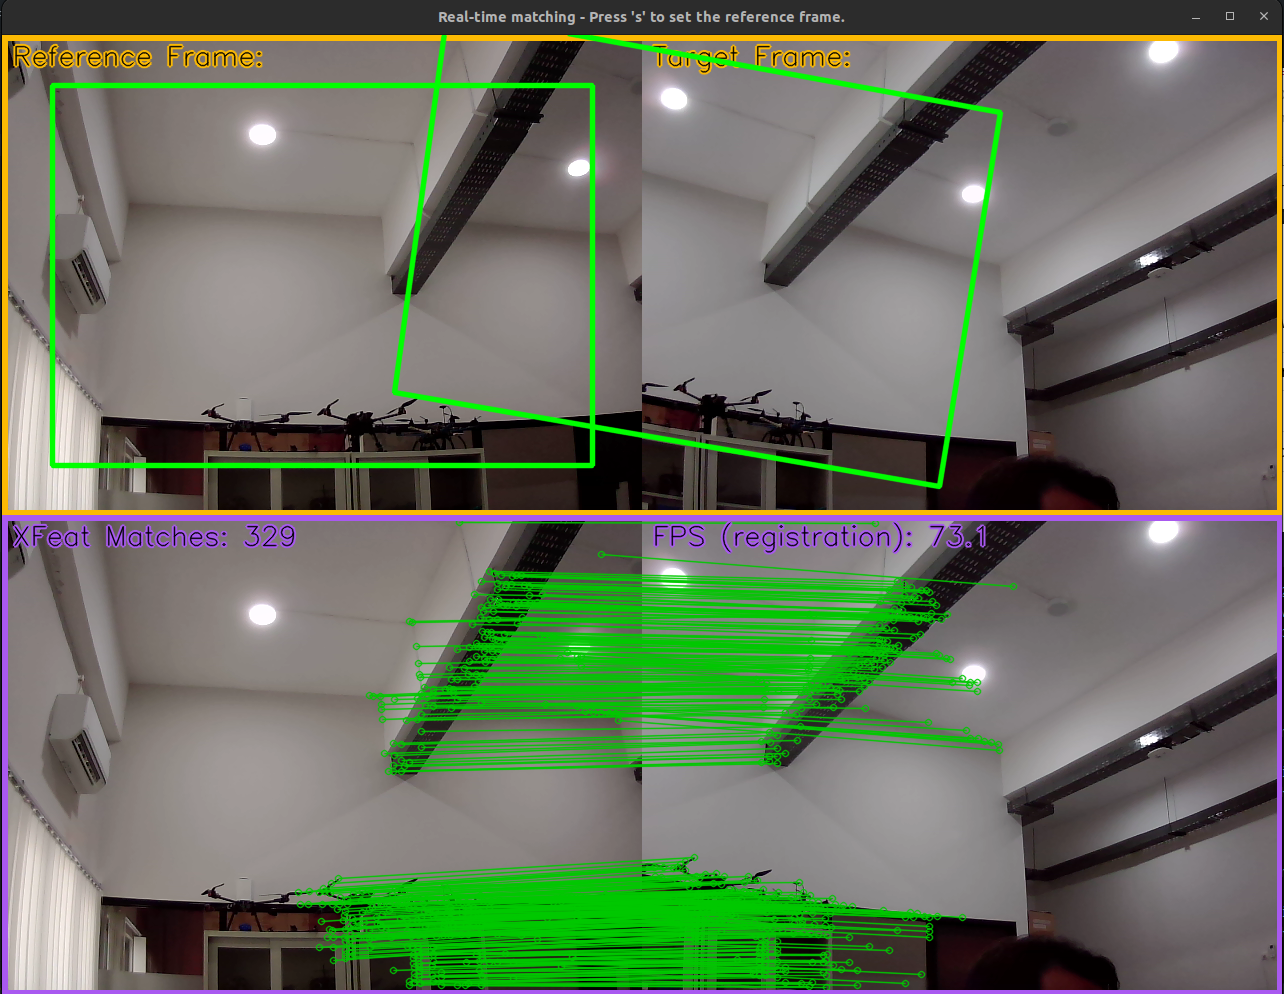 Real-time matching - Press 's' to set the reference frame.
Reference Frame:
Target Frame:
XFeat Matches: 329
FPS (registration): 73.1